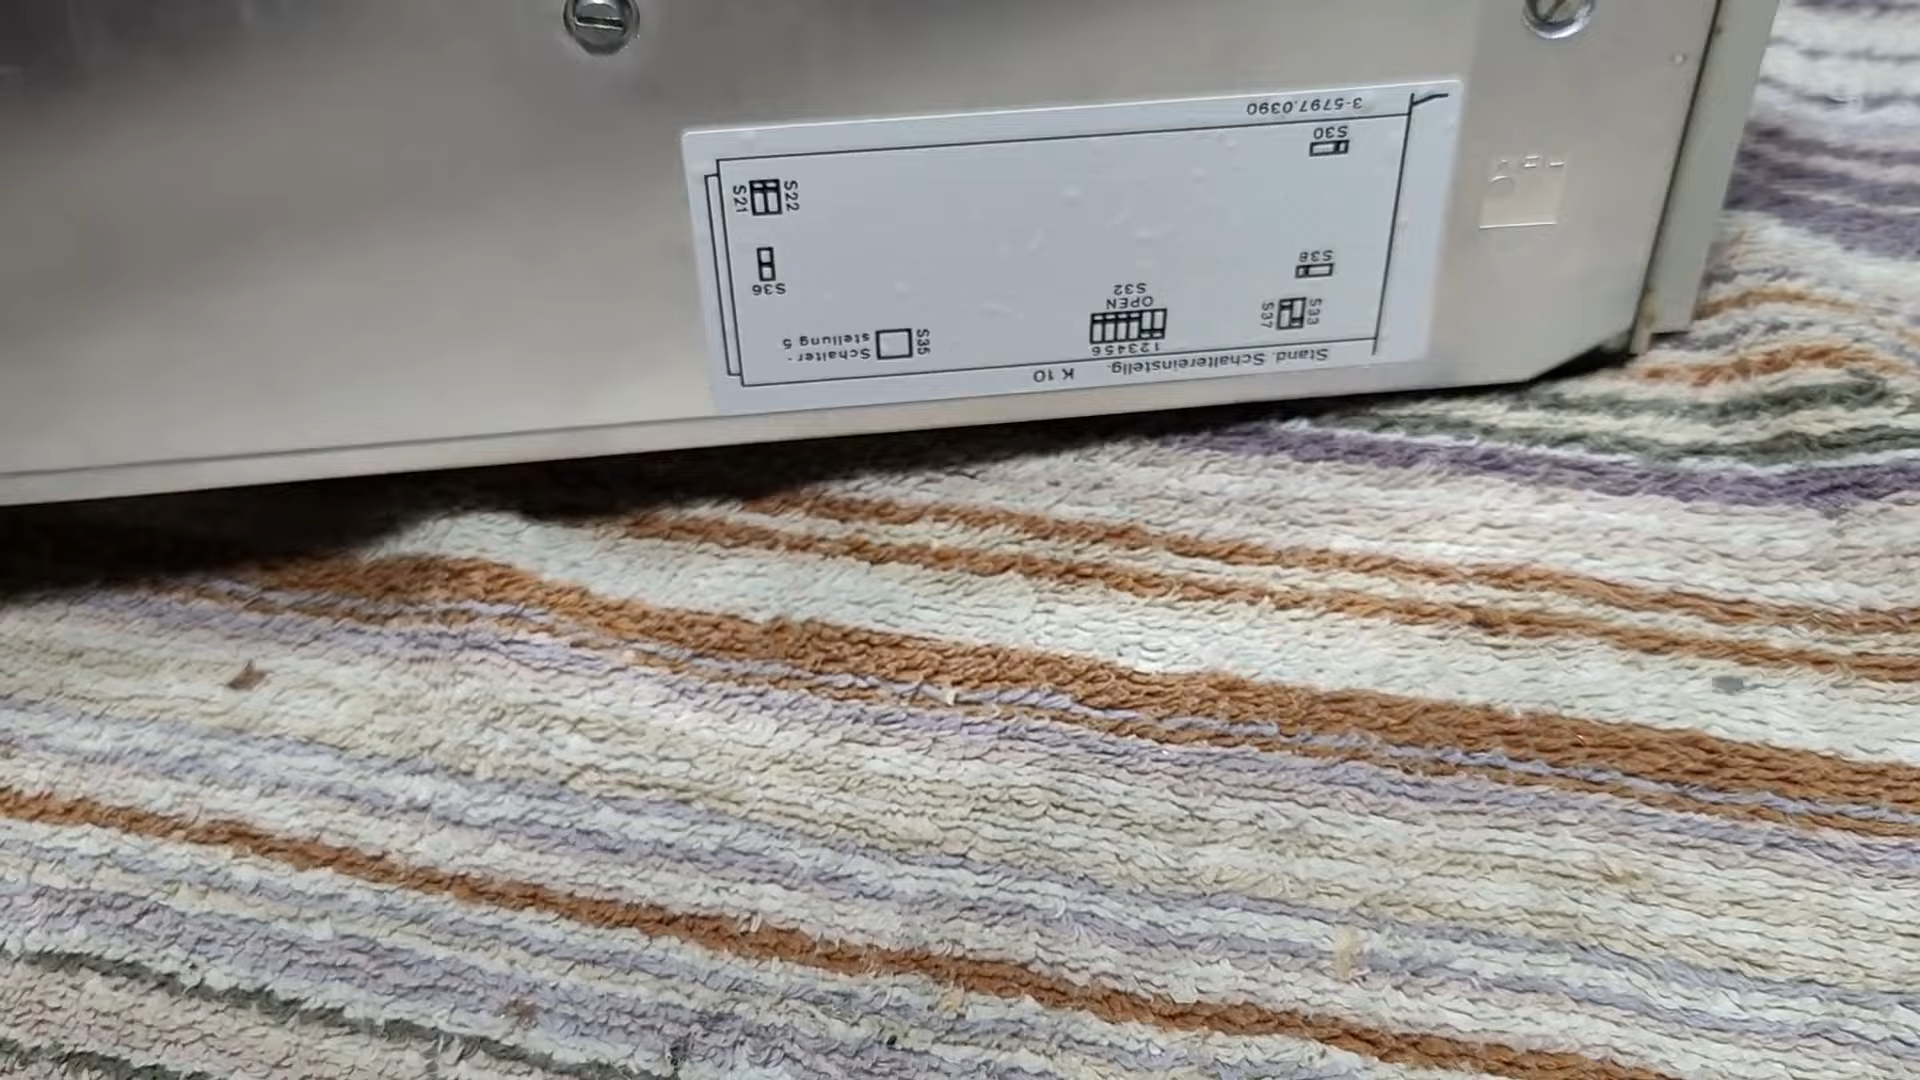 Stand. Schaltereinstellg. K 10
S33
S37
123456
OPEN
S32
S35
Schalter-
stellung 5
S38
S36
S30
S22
S21
3-5797.0390